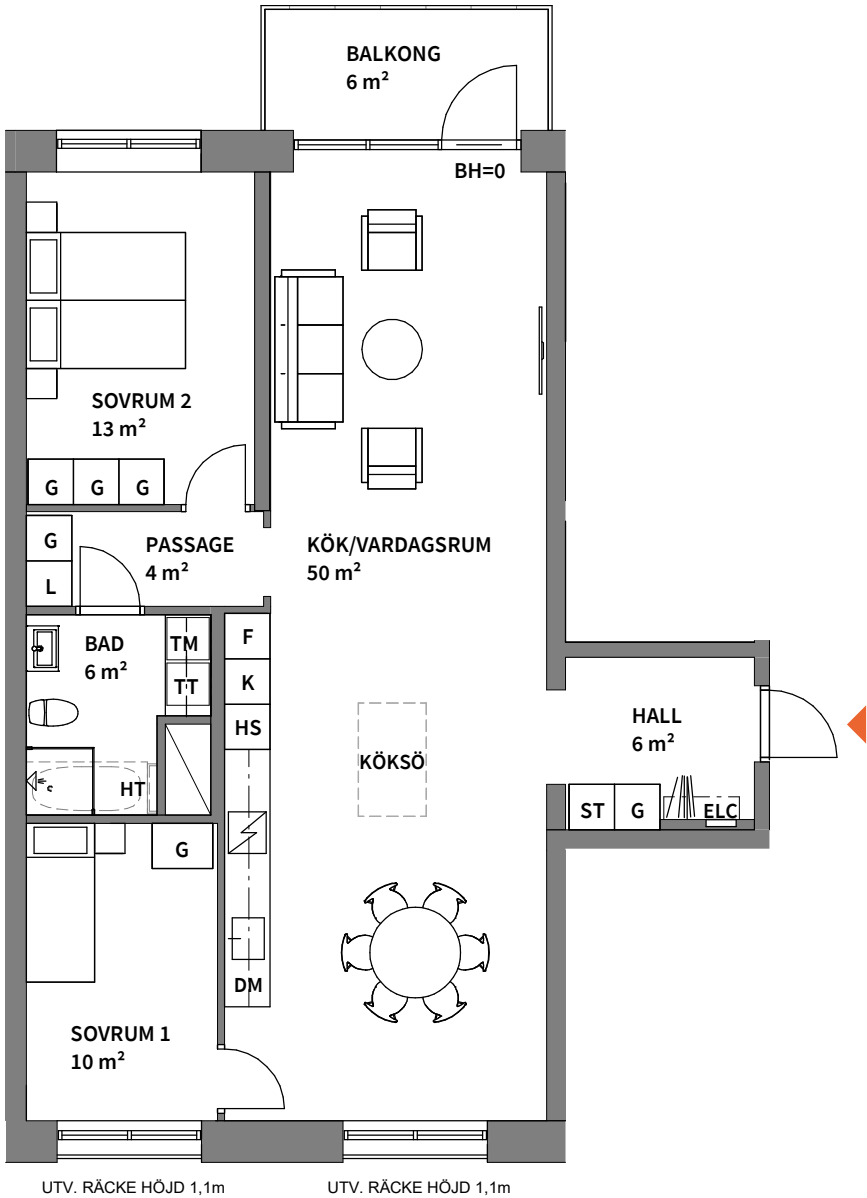 BALKONG
6 m²
BH=0
SOVRUM 2
13 m²
G G G
G
L
PASSAGE
4 m²
KÖK/VARDAGSRUM
50 m²
BAD
6 m²
TM
TT
F
K
HS
HT
KÖKSÖ
HALL
6 m²
ST G ELC
G
DM
SOVRUM 1
10 m²
UTV. RÄCKE HÖJD 1,1m
UTV. RÄCKE HÖJD 1,1m